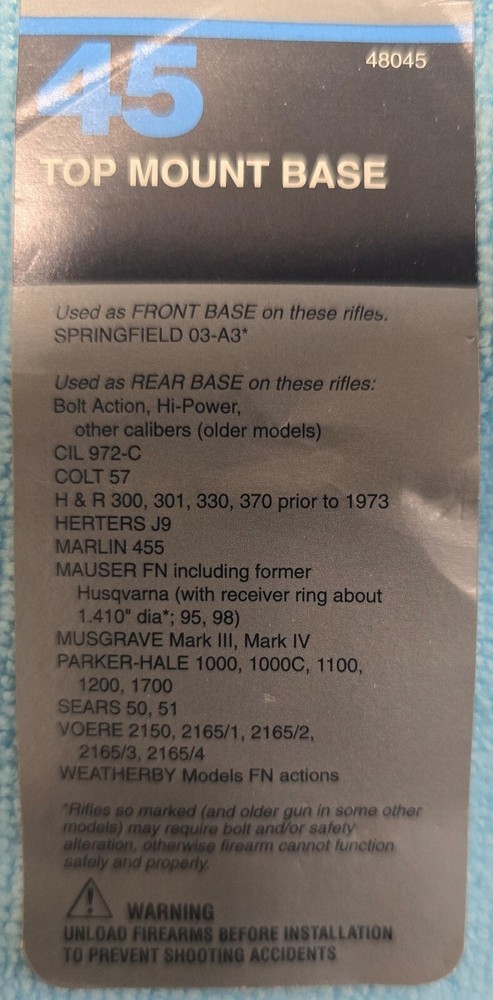 45
48045
TOP MOUNT BASE
Used as FRONT BASE on these rifles.
SPRINGFIELD 03-A3*
Used as REAR BASE on these rifles:
Bolt Action, Hi-Power,
other calibers (older models)
CIL 972-C
COLT 57
H & R 300, 301, 330, 370 prior to 1973
HERTERS J9
MARLIN 455
MAUSER FN including former
Husqvarna (with receiver ring about
1.410" dia*; 95, 98)
MUSGRAVE Mark III, Mark IV
PARKER-HALE 1000, 1000C, 1100,
1200, 1700
SEARS 50, 51
VOERE 2150, 2165/1, 2165/2,
2165/3, 2165/4
WEATHERBY Models FN actions
*Rifles so marked (and older gun in some other
models) may require bolt and/or safety
alteration, otherwise firearm cannot function
safely and properly.
WARNING
UNLOAD FIREARMS BEFORE INSTALLATION
TO PREVENT SHOOTING ACCIDENTS